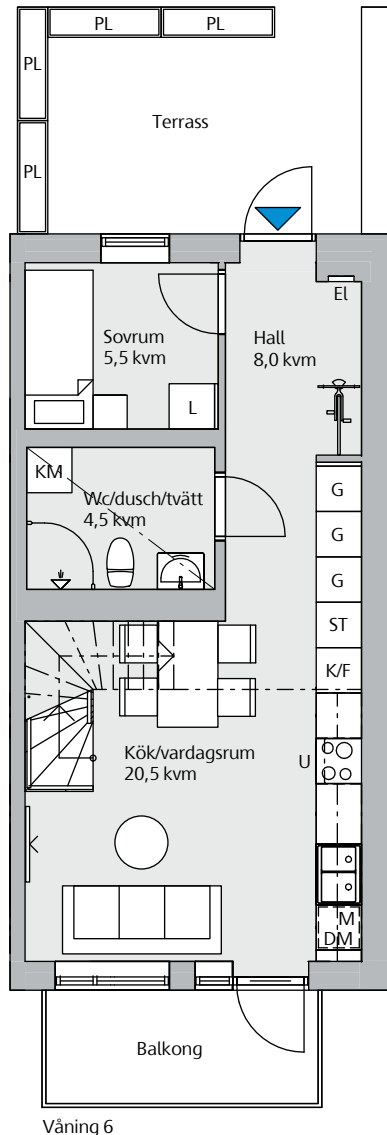 PL
PL
PL
Terrass
PL
El
Sovrum
5,5 kvm
Hall
8,0 kvm
L
KM
Wc/dusch/tvätt
4,5 kvm
G
G
G
ST
K/F
Kök/vardagsrum
20,5 kvm
U
M
DM
Balkong
Våning 6